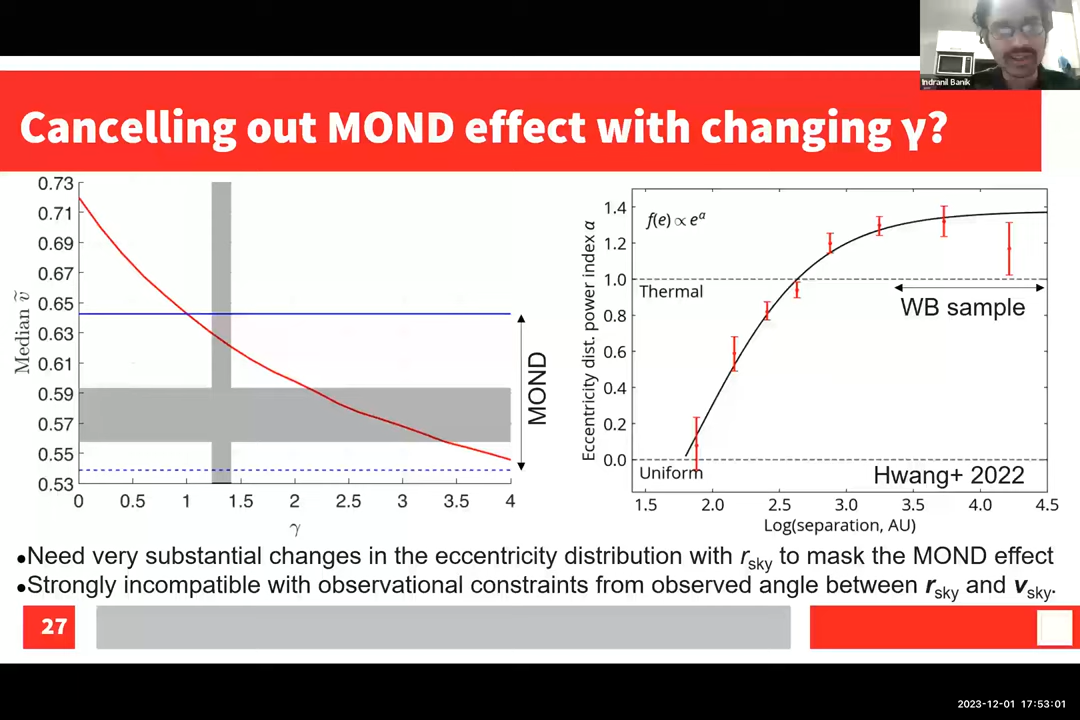 Indranil Banik
Cancelling out MOND effect with changing γ?
0.73
0.71
0.69
0.67
0.65
0.63
0.61
0.59
0.57
0.55
0.53
Median ṽ
0 0.5 1 1.5 2 2.5 3 3.5 4
γ
MOND
1.4
1.2
1.0
0.8
0.6
0.4
0.2
0.0
Eccentricity dist. power index α
f(e) ∝ e^α
Thermal
WB sample
Uniform
Hwang+ 2022
1.5 2.0 2.5 3.0 3.5 4.0 4.5
Log(separation, AU)
•Need very substantial changes in the eccentricity distribution with r_sky to mask the MOND effect
•Strongly incompatible with observational constraints from observed angle between r_sky and v_sky.
27
2023-12-01 17:53:01